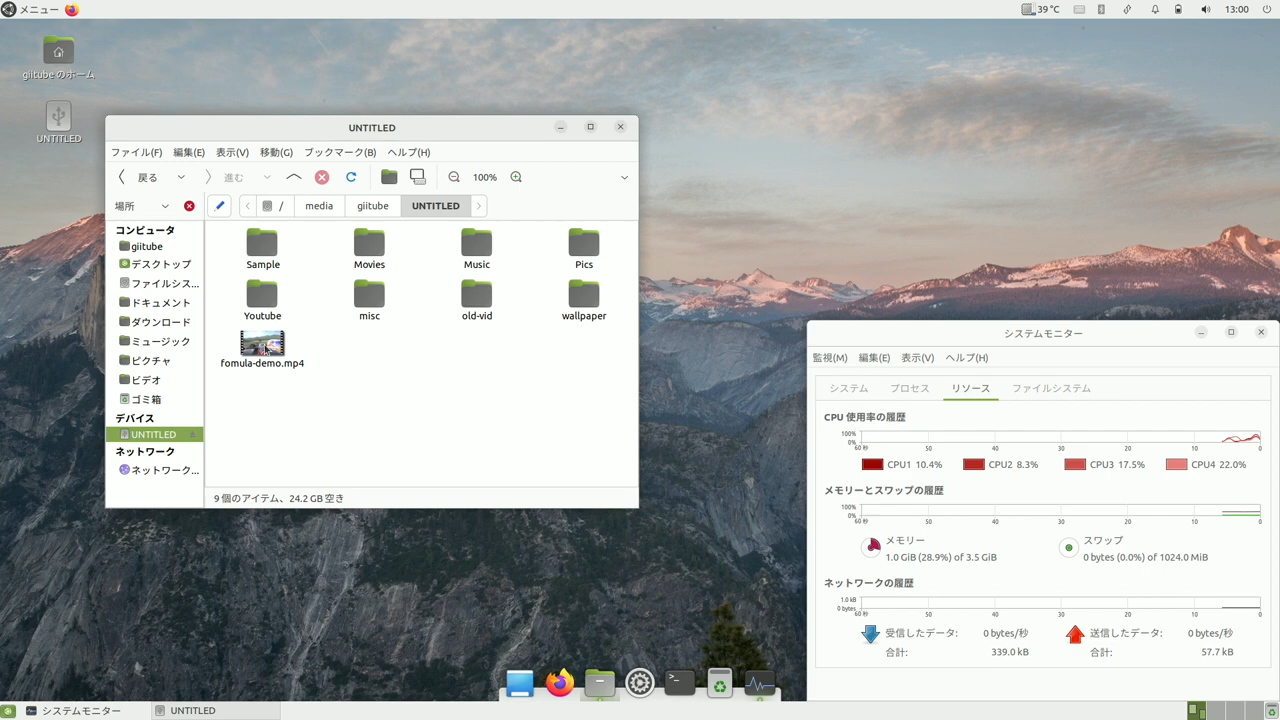 メニュー
39 °C
13:00
giitube のホーム
UNTITLED
UNTITLED
ファイル(F) 編集(E) 表示(V) 移動(G) ブックマーク(B) ヘルプ(H)
戻る 進む 100%
場所 / media giitube UNTITLED
コンピュータ
giitube
デスクトップ
ファイルシス...
ドキュメント
ダウンロード
ミュージック
ピクチャ
ビデオ
ゴミ箱
デバイス
UNTITLED
ネットワーク
ネットワーク...
Sample Movies Music Pics
Youtube misc old-vid wallpaper
fomula-demo.mp4
9 個のアイテム、24.2 GB 空き
システムモニター
監視(M) 編集(E) 表示(V) ヘルプ(H)
システム プロセス リソース ファイルシステム
CPU 使用率の履歴
100%
0%
60 秒 50 40 30 20 10 0
CPU1 10.4% CPU2 8.3% CPU3 17.5% CPU4 22.0%
メモリーとスワップの履歴
100%
0%
60 秒 50 40 30 20 10 0
メモリー スワップ
1.0 GiB (28.9%) of 3.5 GiB 0 bytes (0.0%) of 1024.0 MiB
ネットワークの履歴
1.0 kB
0 bytes
60 秒 50 40 30 20 10 0
受信したデータ: 0 bytes/秒 送信したデータ: 0 bytes/秒
合計: 339.0 kB 合計: 57.7 kB
システムモニター UNTITLED